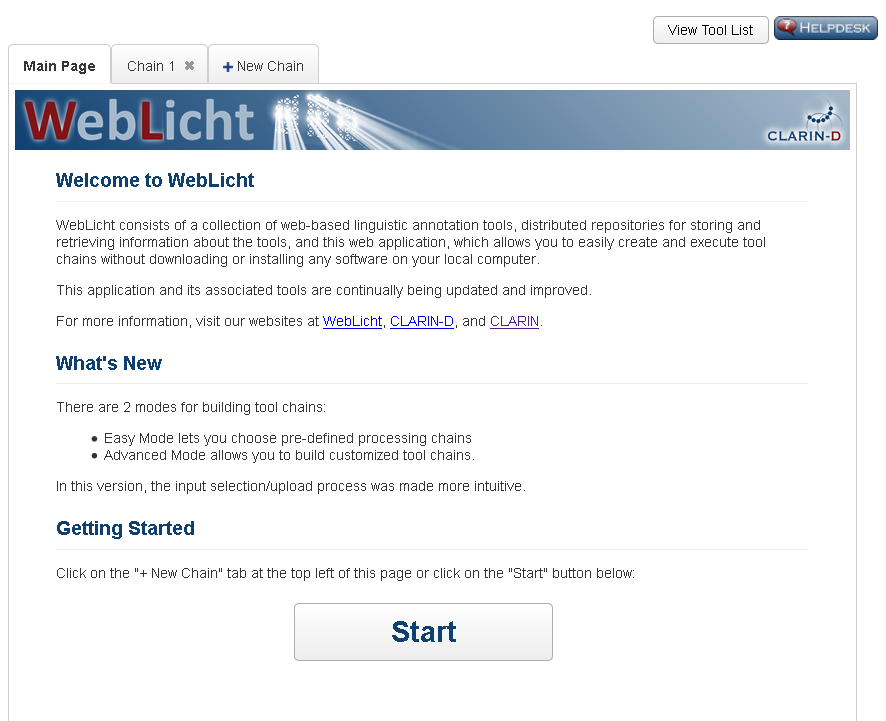 View Tool List
HELPDESK
Main Page
Chain 1
New Chain
WebLicht
CLARIN-D
Welcome to WebLicht
WebLicht consists of a collection of web-based linguistic annotation tools, distributed repositories for storing and
retrieving information about the tools, and this web application, which allows you to easily create and execute tool
chains without downloading or installing any software on your local computer.
This application and its associated tools are continually being updated and improved.
For more information, visit our websites at WebLicht, CLARIN-D, and CLARIN.
What's New
There are 2 modes for building tool chains:
• Easy Mode lets you choose pre-defined processing chains
• Advanced Mode allows you to build customized tool chains.
In this version, the input selection/upload process was made more intuitive.
Getting Started
Click on the "+ New Chain" tab at the top left of this page or click on the "Start" button below:
Start